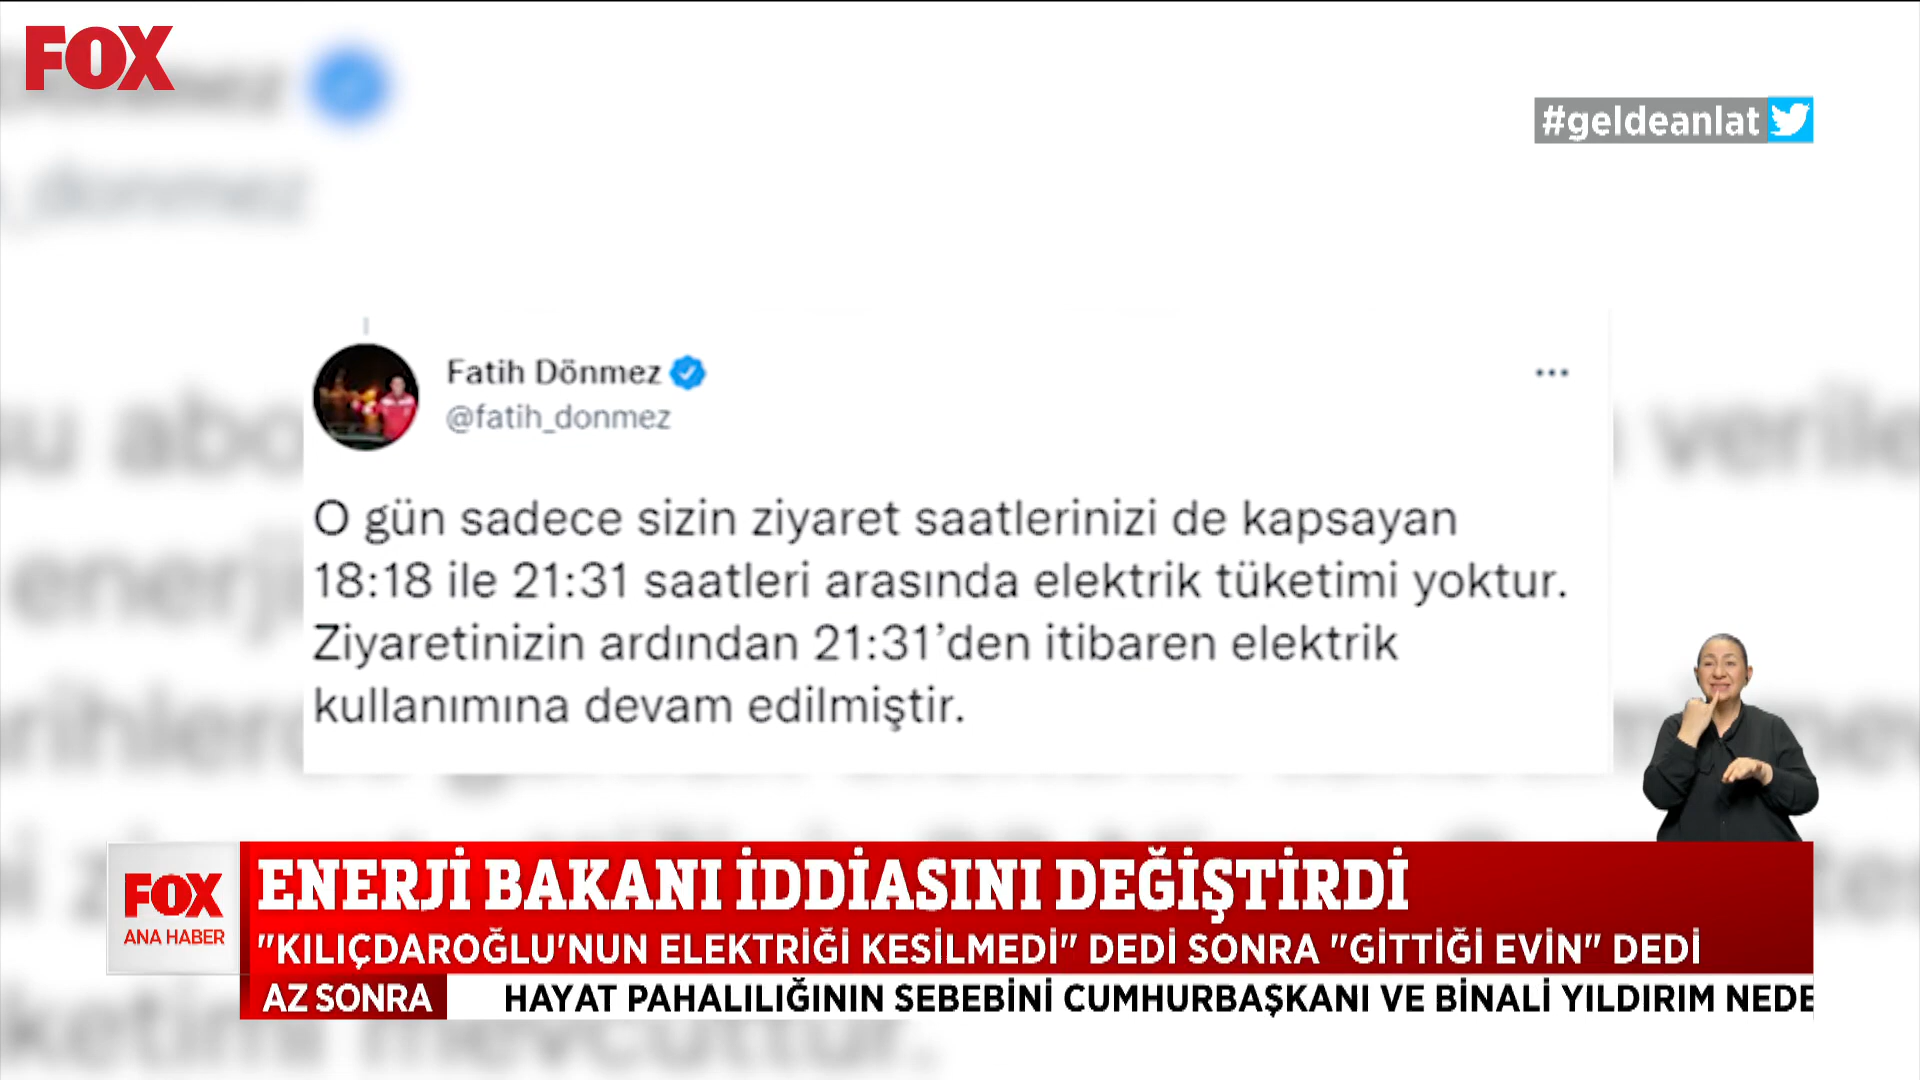 FOX
#geldeanlat
Fatih Dönmez
@fatih_donmez
O gün sadece sizin ziyaret saatlerinizi de kapsayan
18:18 ile 21:31 saatleri arasında elektrik tüketimi yoktur.
Ziyaretinizin ardından 21:31’den itibaren elektrik
kullanımına devam edilmiştir.
FOX
ANA HABER
ENERJİ BAKANI İDDİASINI DEĞİŞTİRDİ
"KILIÇDAROĞLU'NUN ELEKTRİĞİ KESİLMEDİ" DEDİ SONRA "GİTTİĞİ EVİN" DEDİ
AZ SONRA
HAYAT PAHALILIĞININ SEBEBİNİ CUMHURBAŞKANI VE BİNALİ YILDIRIM NEDE